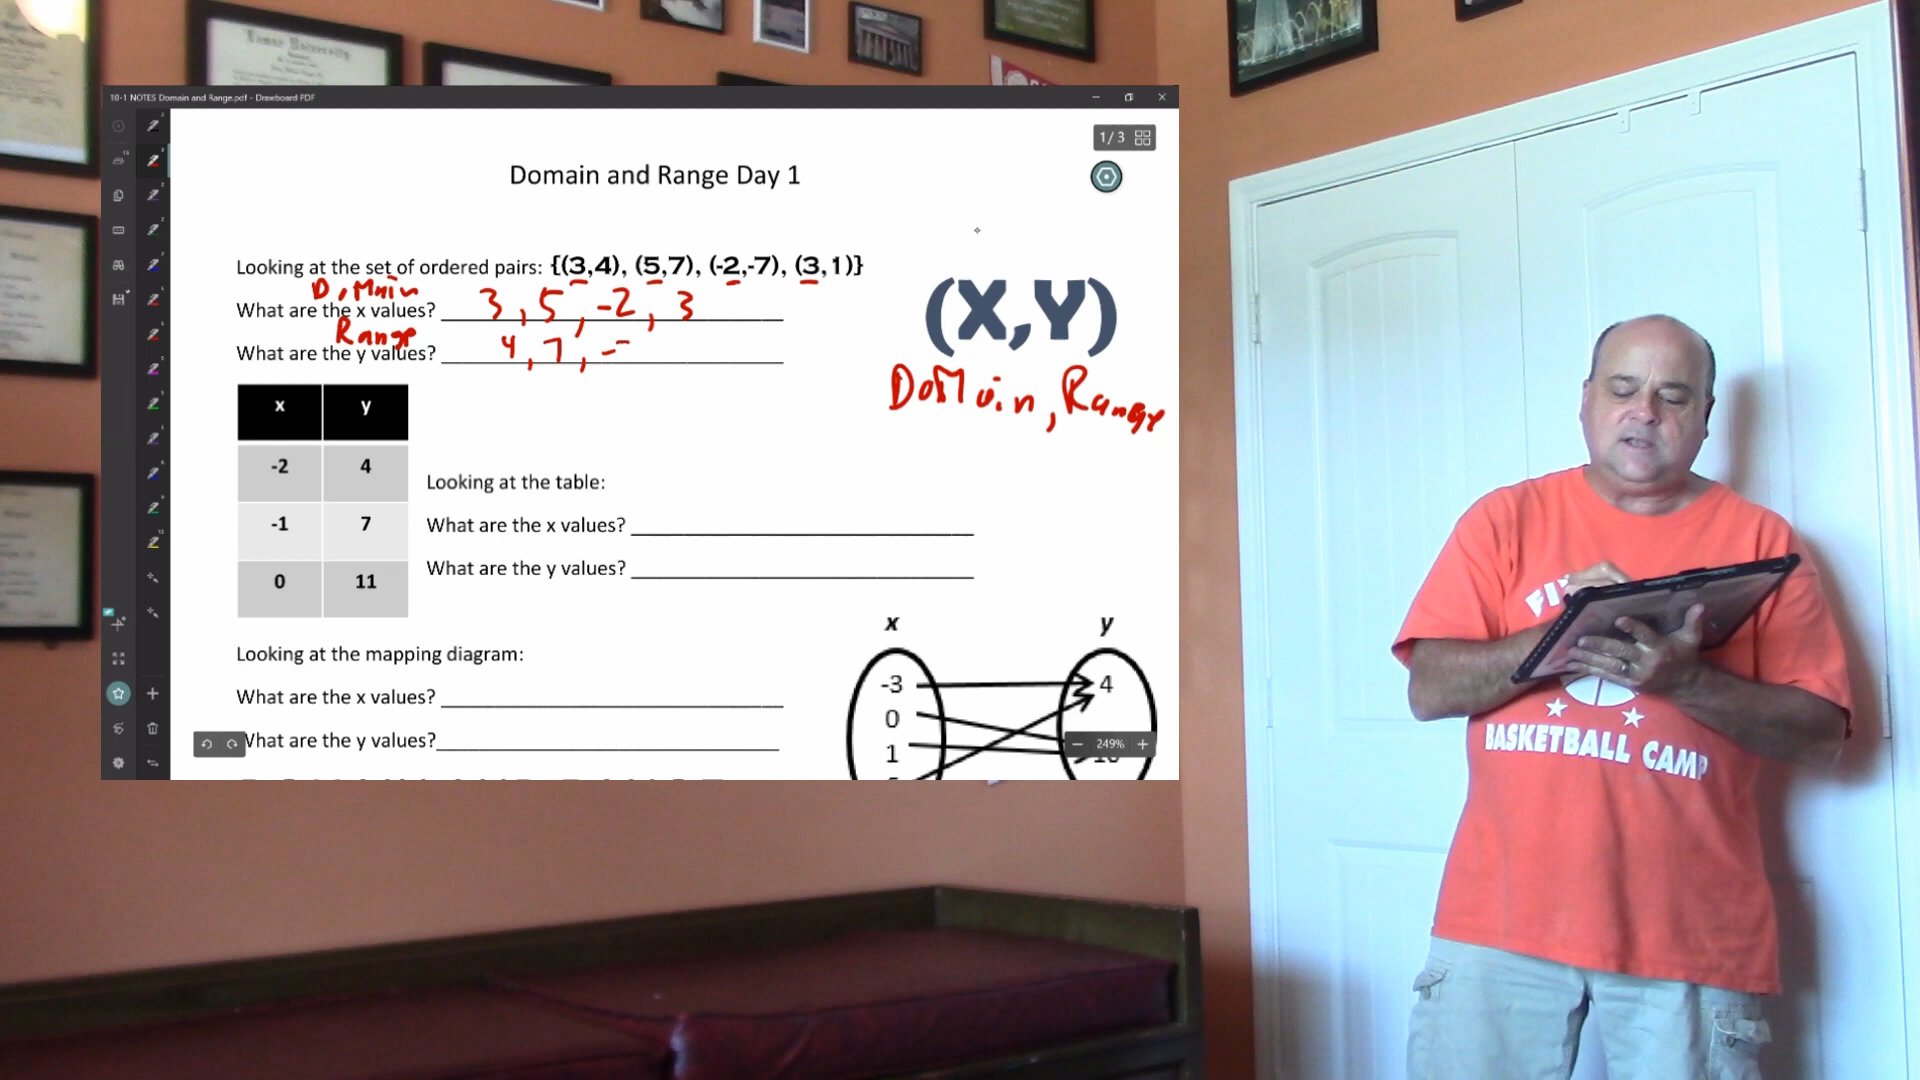 10-1 NOTES Domain and Range.pdf - Drawboard PDF
1/3
Domain and Range Day 1
Looking at the set of ordered pairs: {(3,4), (5,7), (-2,-7), (3,1)}
Domain
What are the x values? 3, 5, -2, 3
Range
What are the y values? 4, 7, -
(X,Y)
Domain, Range
x y
-2 4
-1 7
0 11
Looking at the table:
What are the x values?
What are the y values?
Looking at the mapping diagram:
What are the x values?
What are the y values?
x y
-3 4
0
1 10
249%
BASKETBALL CAMP